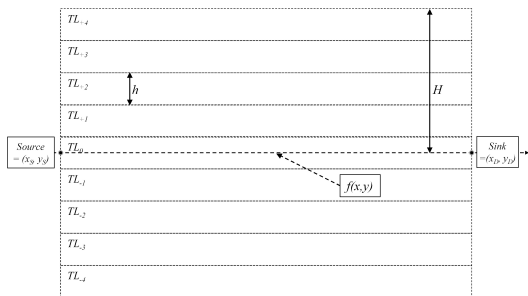 TL+4
TL+3
TL+2
h
H
TL+1
Source
= (xS, yS)
TL0
Sink
=(xD, yD)
TL-1
f(x,y)
TL-2
TL-3
TL-4